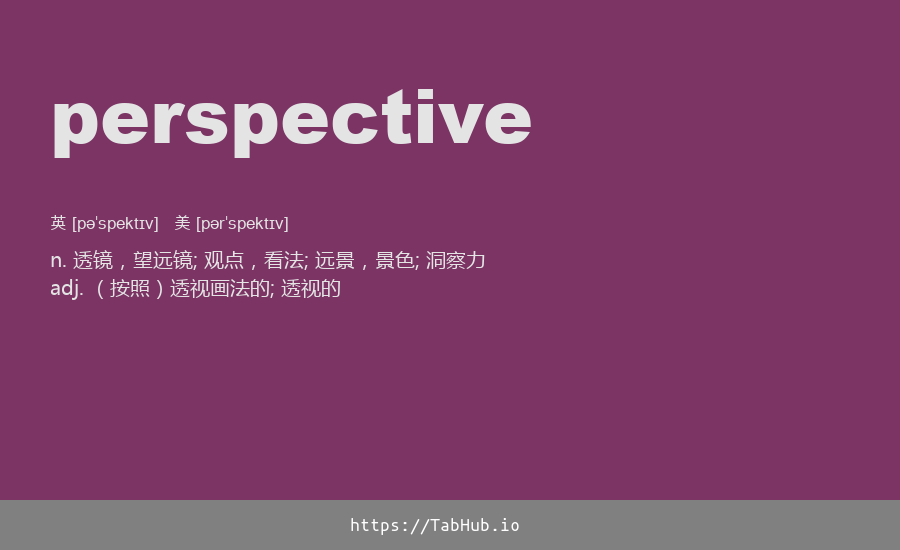 perspective
英 [pəˈspektɪv] 美 [pərˈspektɪv]
n. 透镜，望远镜; 观点，看法; 远景，景色; 洞察力
adj. （按照）透视画法的; 透视的
https://TabHub.io